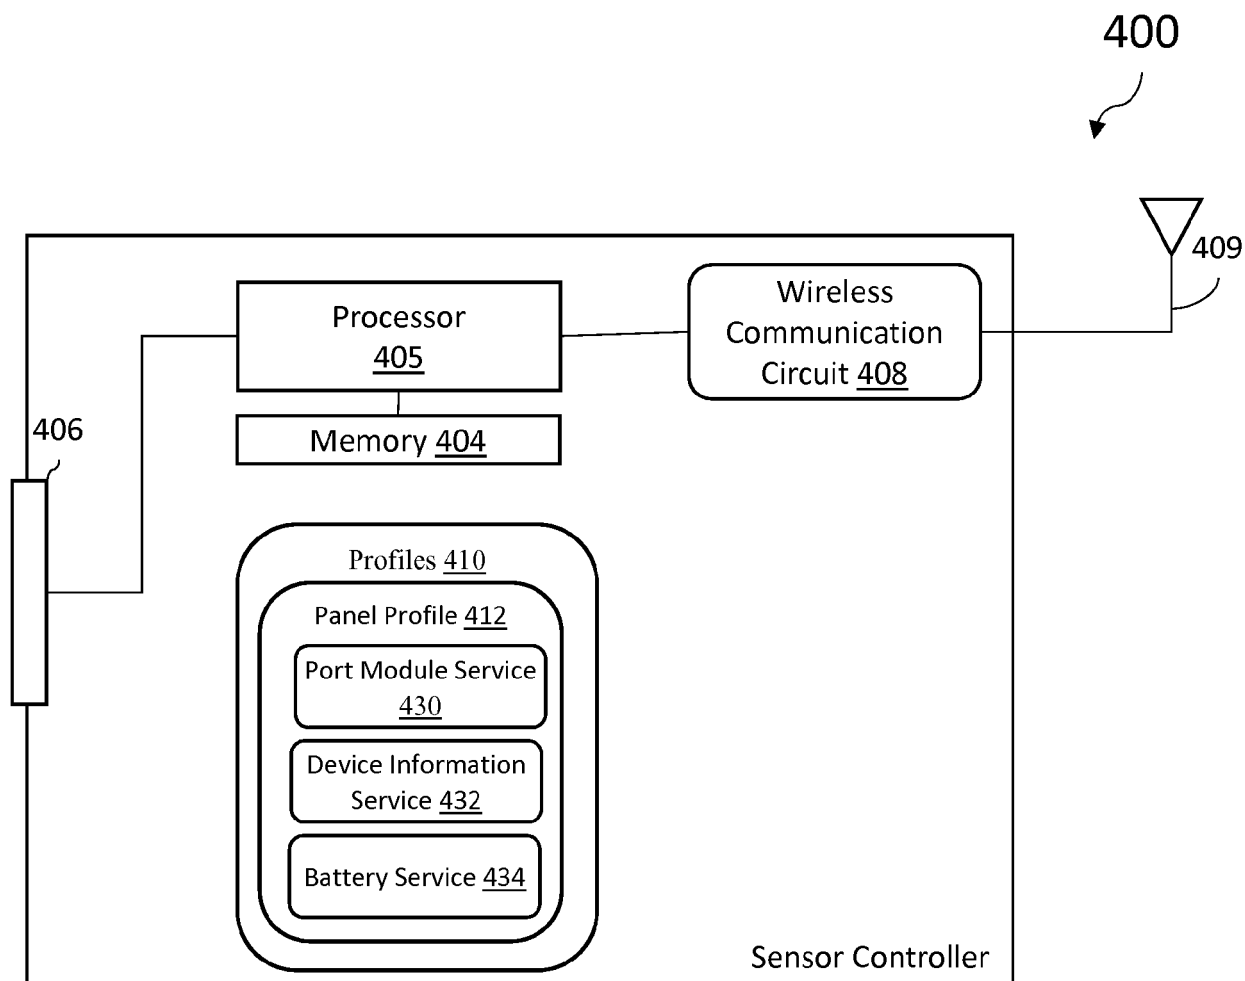 400
409
Wireless
Communication
Circuit 408
Processor
405
Memory 404
406
Profiles 410
Panel Profile 412
Port Module Service
430
Device Information
Service 432
Battery Service 434
Sensor Controller